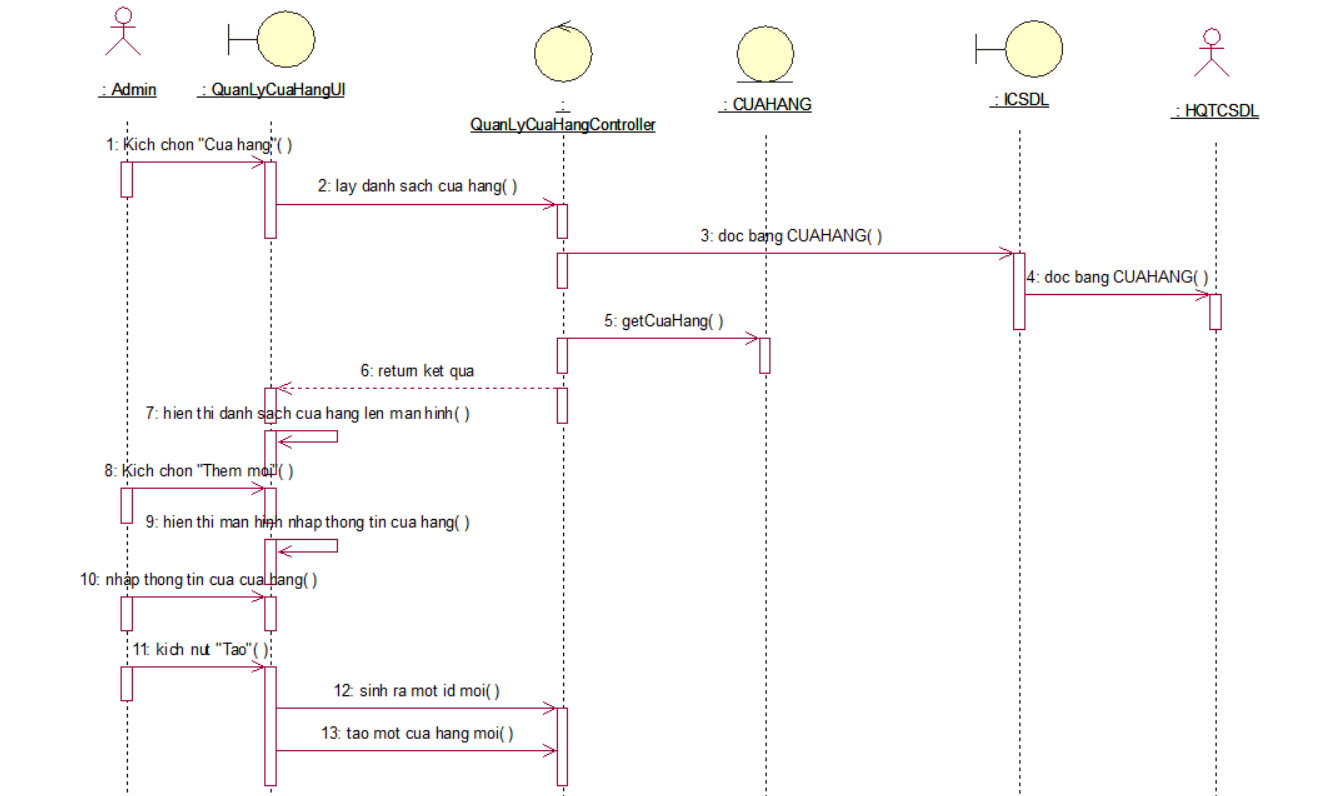 : Admin
: QuanLyCuaHangUI
:
QuanLyCuaHangController
: CUAHANG
: ICSDL
: HQTCSDL
1: Kich chon "Cua hang"( )
2: lay danh sach cua hang( )
3: doc bang CUAHANG( )
4: doc bang CUAHANG( )
5: getCuaHang( )
6: return ket qua
7: hien thi danh sach cua hang len man hinh( )
8: Kich chon "Them moi"( )
9: hien thi man hinh nhap thong tin cua hang( )
10: nhap thong tin cua cua hang( )
11: kich nut "Tao"( )
12: sinh ra mot id moi( )
13: tao mot cua hang moi( )